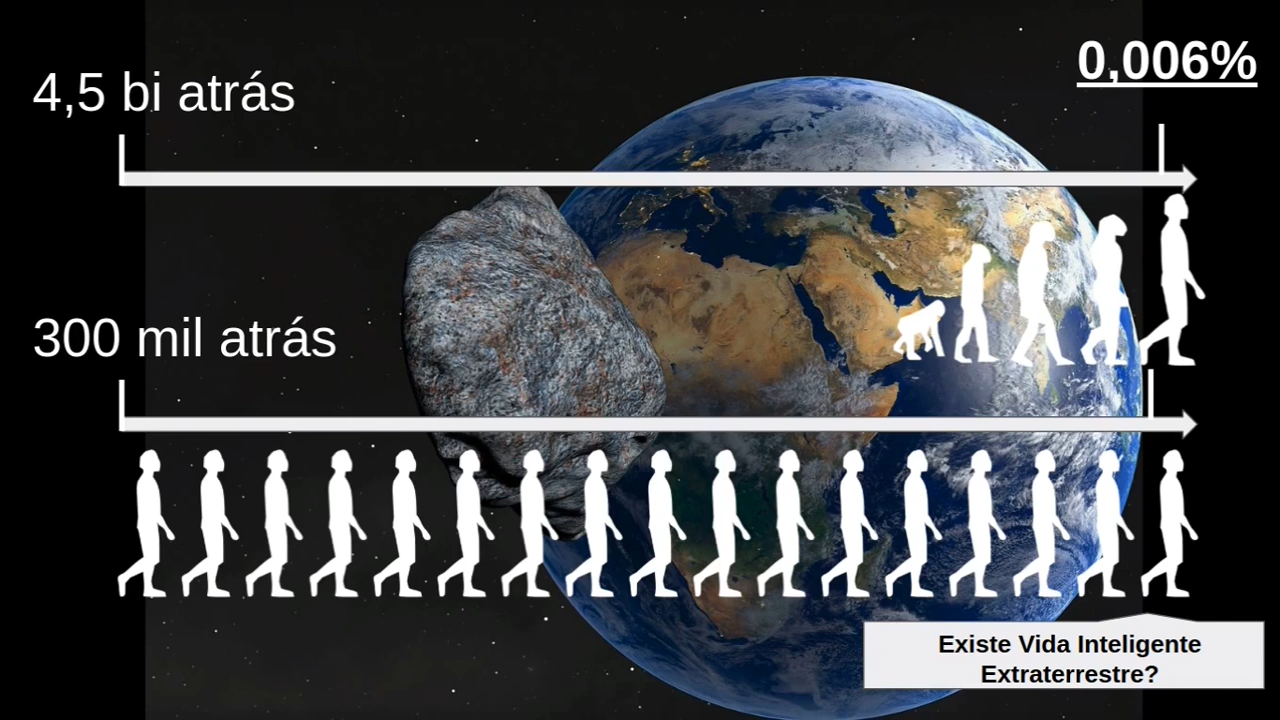 0,006%
4,5 bi atrás
300 mil atrás
Existe Vida Inteligente
Extraterrestre?